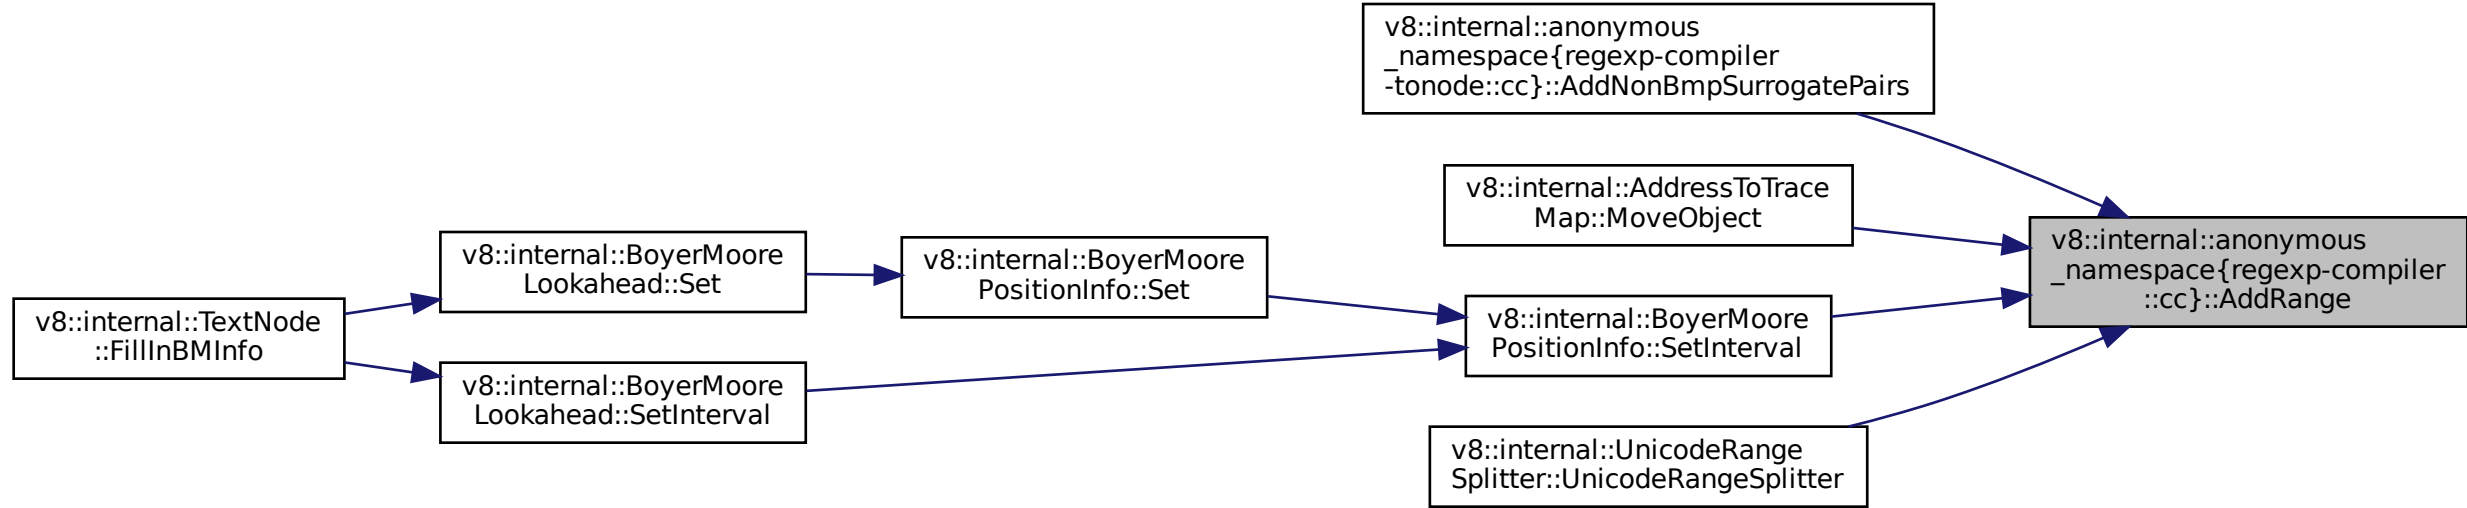 v8::internal::anonymous
_namespace{regexp-compiler
-tonode::cc}::AddNonBmpSurrogatePairs
v8::internal::AddressToTrace
Map::MoveObject
v8::internal::anonymous
_namespace{regexp-compiler
::cc}::AddRange
v8::internal::BoyerMoore
Lookahead::Set
v8::internal::BoyerMoore
PositionInfo::Set
v8::internal::TextNode
::FillInBMInfo
v8::internal::BoyerMoore
PositionInfo::SetInterval
v8::internal::BoyerMoore
Lookahead::SetInterval
v8::internal::UnicodeRange
Splitter::UnicodeRangeSplitter